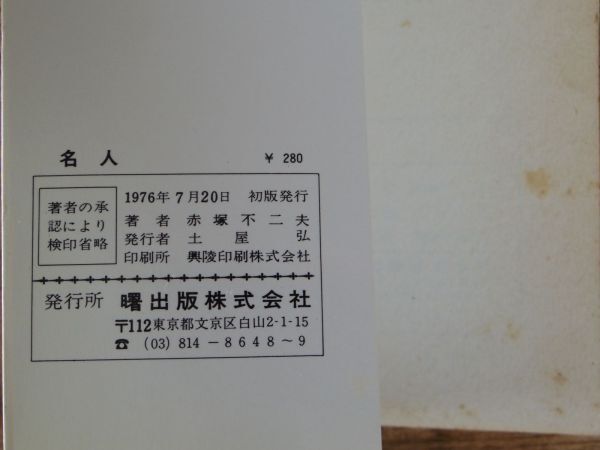 名人 ¥ 280
著者の承
認により
検印省略
1976年7月20日 初版発行
著者 赤塚不二夫
発行者 土屋弘
印刷所 興陵印刷株式会社
発行所 曙出版株式会社
〒112東京都文京区白山2-1-15
☎ (03) 814-8648~9